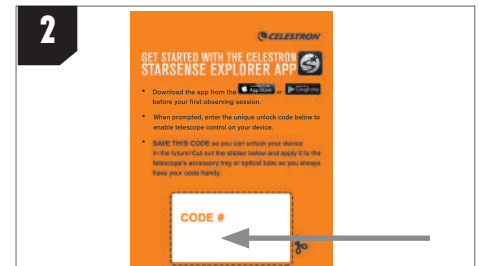 2
CELESTRON
GET STARTED WITH THE CELESTRON
STARSENSE EXPLORER APP
• Download the app from the App Store or Google Play
before your first observing session.
• When prompted, enter the unique unlock code below to
enable telescope control on your device.
• SAVE THIS CODE so you can unlock your device
in the future! Cut out the sticker below and apply it to the
telescope's accessory tray or optical tube so you always
have your code handy.
CODE #